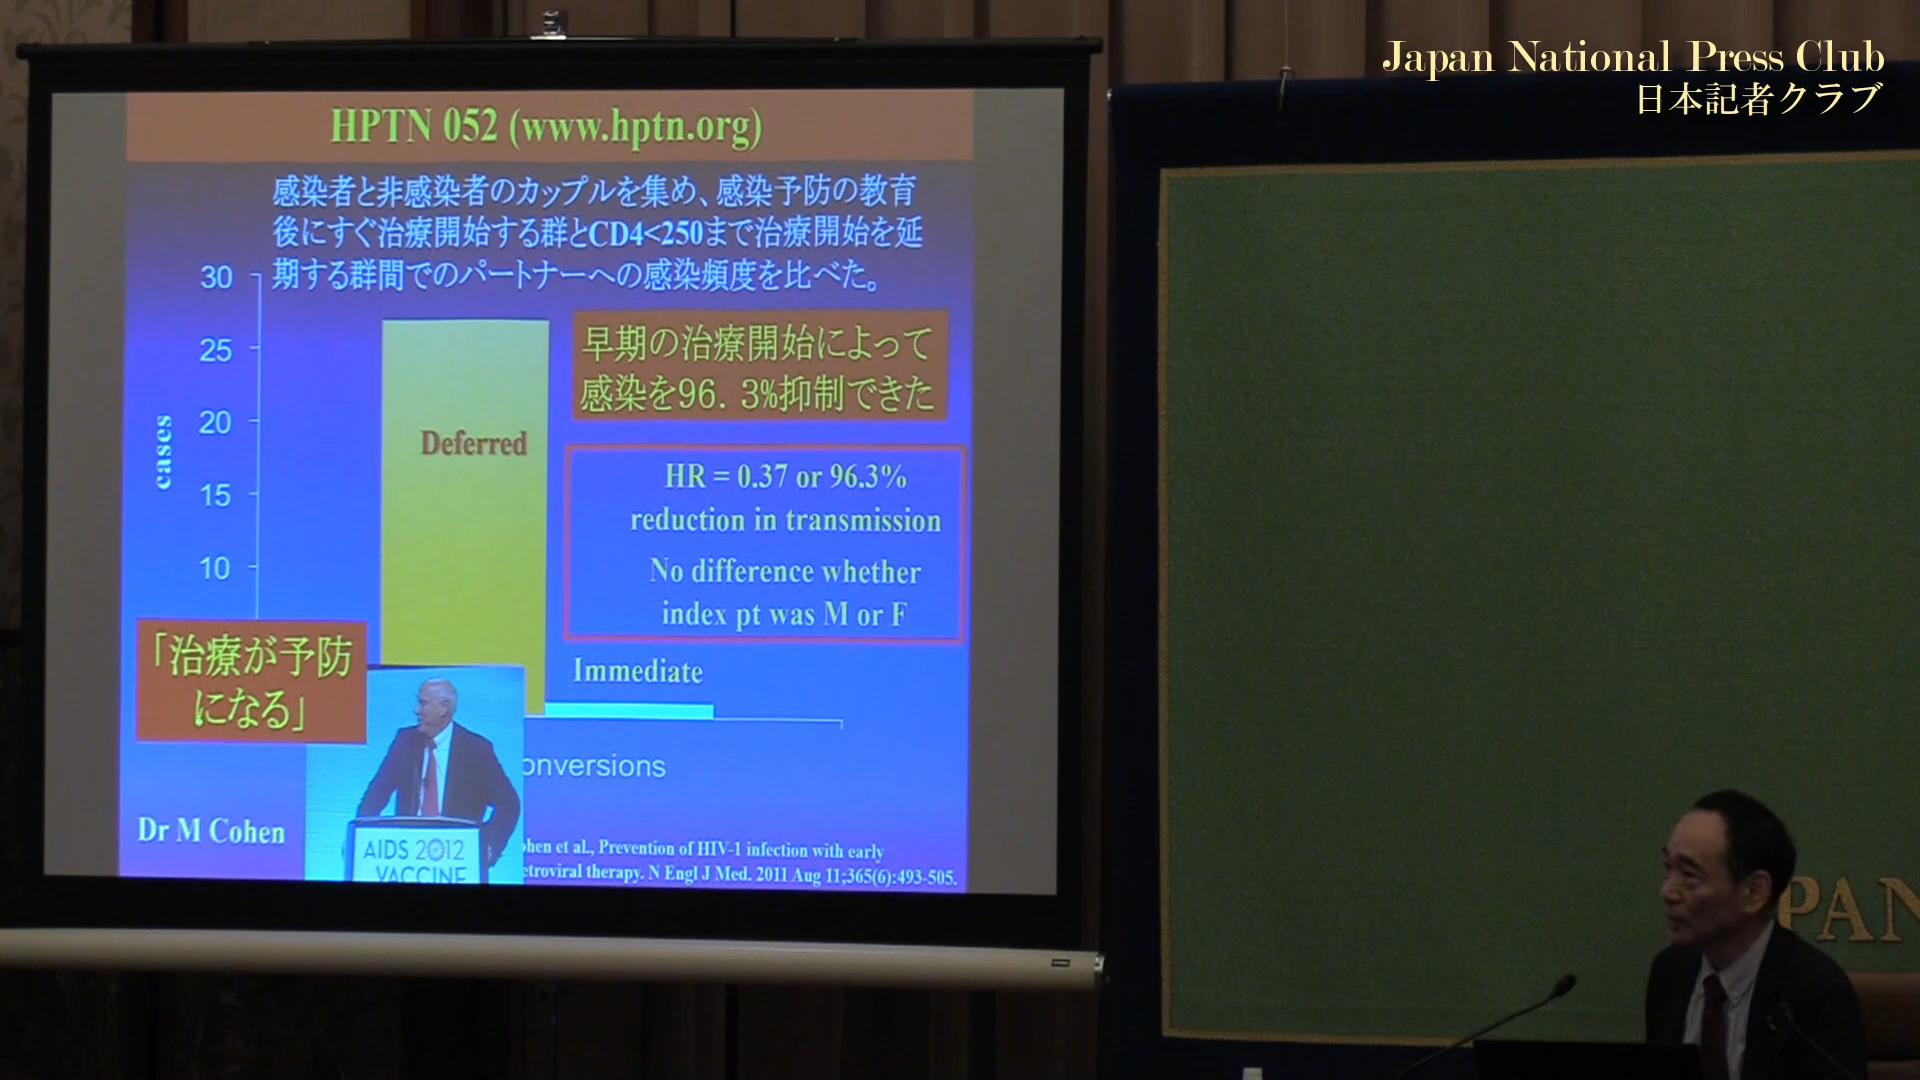 Japan National Press Club
日本記者クラブ
HPTN 052 (www.hptn.org)
感染者と非感染者のカップルを集め、感染予防の教育
後にすぐ治療開始する群とCD4<250まで治療開始を延
期する群間でのパートナーへの感染頻度を比べた。
30
25
20
15
10
cases
早期の治療開始によって
感染を96. 3%抑制できた
Deferred
HR = 0.37 or 96.3%
reduction in transmission
No difference whether
index pt was M or F
Immediate
「治療が予防
になる」
onversions
Dr M Cohen
AIDS 2012
VACCINE
ohen et al., Prevention of HIV-1 infection with early
etroviral therapy. N Engl J Med. 2011 Aug 11;365(6):493-505.
PAN